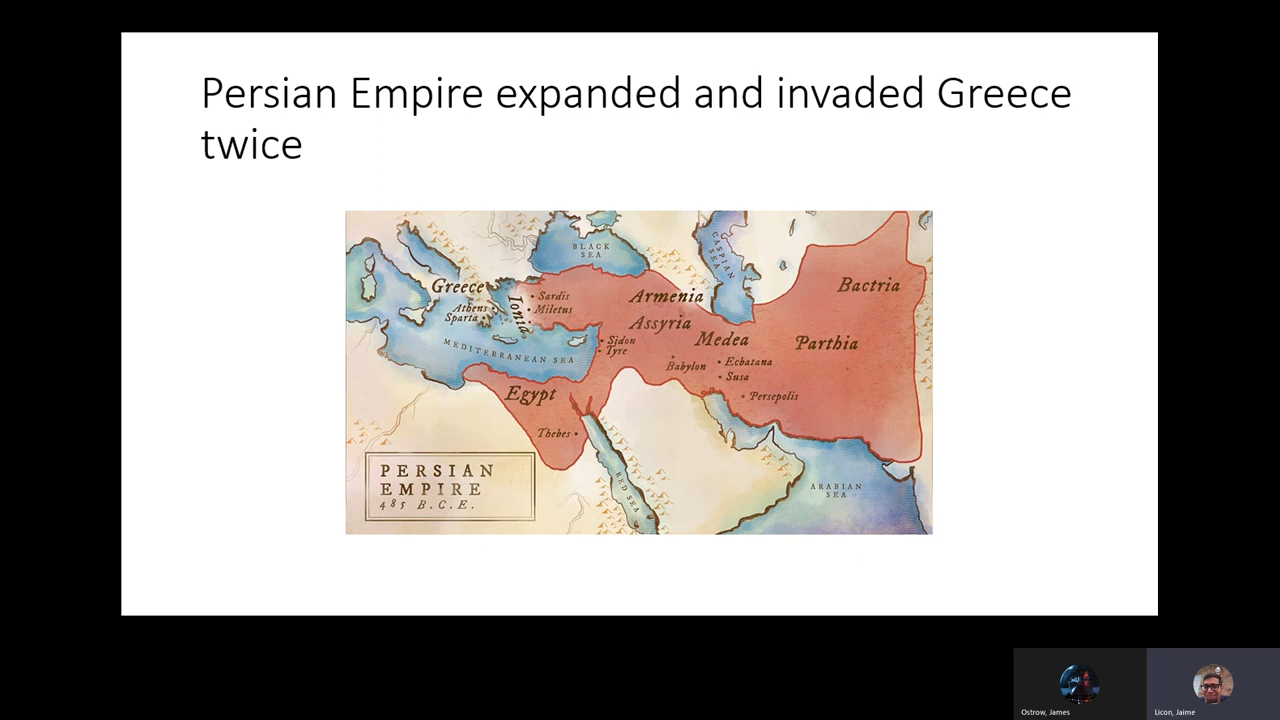 Persian Empire expanded and invaded Greece
twice
BLACK
SEA
CASPIAN
SEA
Greece
Athens
Sparta
Ionia
Sardis
Miletus
Armenia
Assyria
Medea
Bactria
Parthia
MEDITERRANEAN SEA
Sidon
Tyre
Babylon
Ecbatana
Susa
Persepolis
Egypt
Thebes
RED SEA
ARABIAN
SEA
PERSIAN
EMPIRE
485 B.C.E.
Ostrow, James
Licon, Jaime